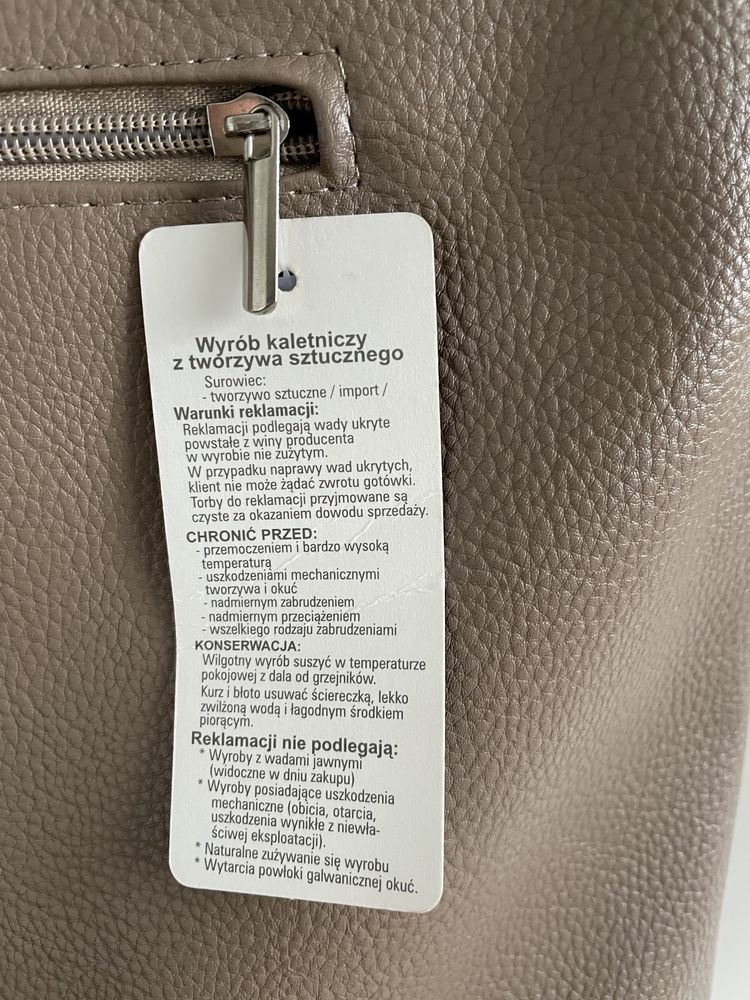 Wyrób kaletniczy
z tworzywa sztucznego
Surowiec:
- tworzywo sztuczne / import /
Warunki reklamacji:
Reklamacji podlegają wady ukryte
powstałe z winy producenta
w wyrobie nie zużytym.
W przypadku naprawy wad ukrytych,
klient nie może żądać zwrotu gotówki.
Torby do reklamacji przyjmowane są
czyste za okazaniem dowodu sprzedaży.
CHRONIĆ PRZED:
- przemoczeniem i bardzo wysoką
temperaturą
- uszkodzeniami mechanicznymi
tworzywa i okuć
- nadmiernym zabrudzeniem
- nadmiernym przeciążeniem
- wszelkiego rodzaju zabrudzeniami
KONSERWACJA:
Wilgotny wyrób suszyć w temperaturze
pokojowej z dala od grzejników.
Kurz i błoto usuwać ściereczką, lekko
zwilżoną wodą i łagodnym środkiem
piorącym.
Reklamacji nie podlegają:
* Wyroby z wadami jawnymi
(widoczne w dniu zakupu)
* Wyroby posiadające uszkodzenia
mechaniczne (obicia, otarcia,
uszkodzenia wynikłe z niewła-
ściwej eksploatacji).
* Naturalne zużywanie się wyrobu
* Wytarcia powłoki galwanicznej okuć.